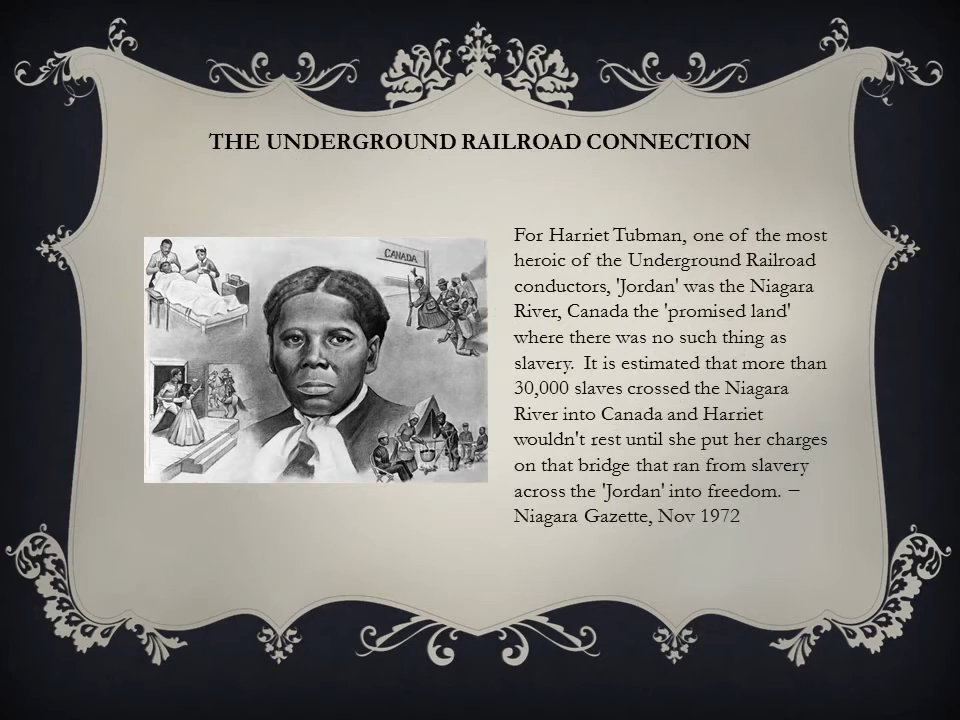 THE UNDERGROUND RAILROAD CONNECTION
CANADA
For Harriet Tubman, one of the most
heroic of the Underground Railroad
conductors, 'Jordan' was the Niagara
River, Canada the 'promised land'
where there was no such thing as
slavery.  It is estimated that more than
30,000 slaves crossed the Niagara
River into Canada and Harriet
wouldn't rest until she put her charges
on that bridge that ran from slavery
across the 'Jordan' into freedom. –
Niagara Gazette, Nov 1972